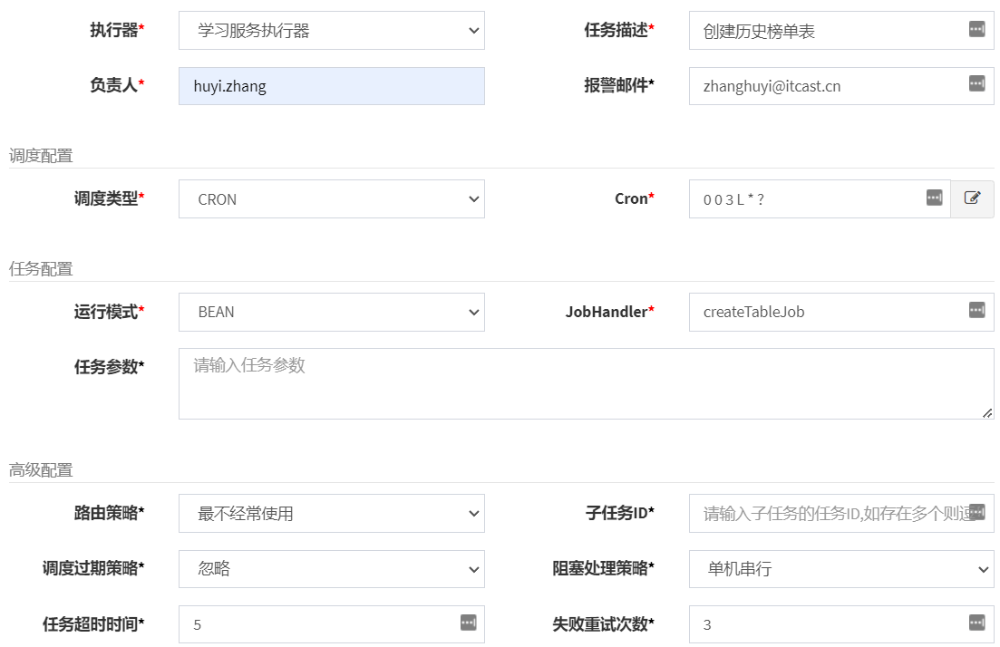 执行器* 学习服务执行器 任务描述* 创建历史榜单表
负责人* huyi.zhang 报警邮件* zhanghuyi@itcast.cn
调度配置
调度类型* CRON Cron* 0 0 3 L * ?
任务配置
运行模式* BEAN JobHandler* createTableJob
任务参数* 请输入任务参数
高级配置
路由策略* 最不经常使用 子任务ID* 请输入子任务的任务ID,如存在多个则逗
调度过期策略* 忽略 阻塞处理策略* 单机串行
任务超时时间* 5 失败重试次数* 3